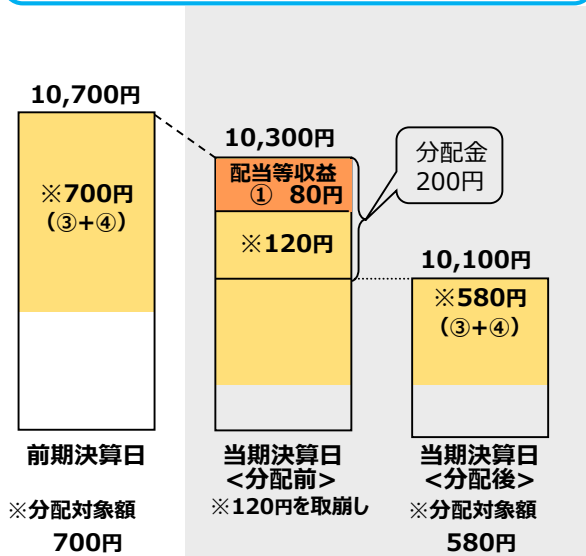 10,700円
※700円
(③+④)
前期決算日
※分配対象額
700円
10,300円
配当等収益
① 80円
※120円
分配金
200円
当期決算日
<分配前>
※120円を取崩し
10,100円
※580円
(③+④)
当期決算日
<分配後>
※分配対象額
580円